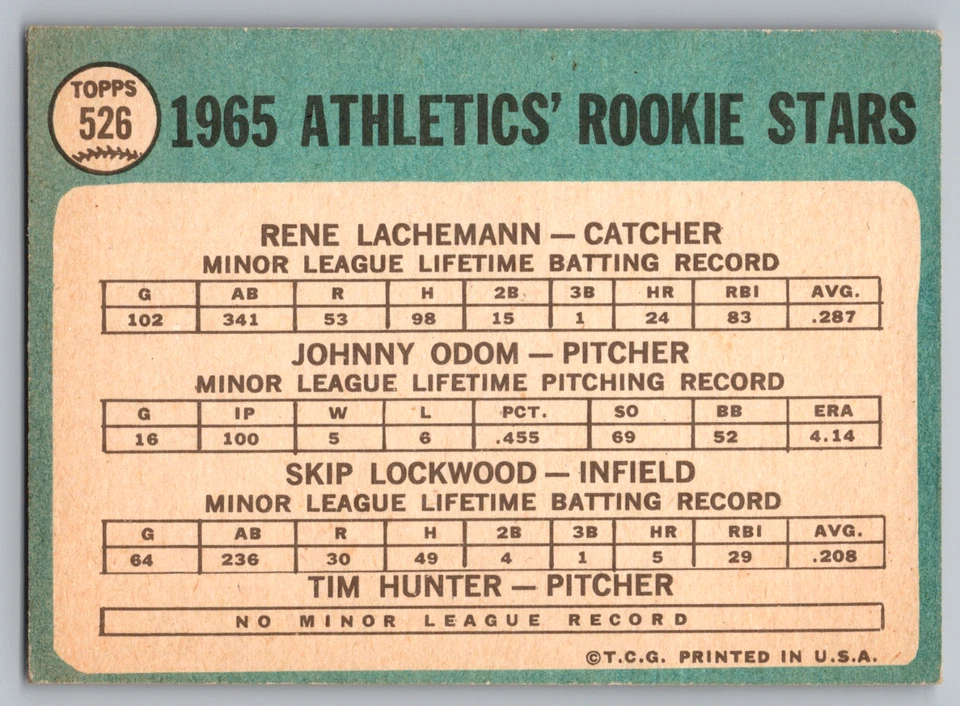 TOPPS
526
1965 ATHLETICS' ROOKIE STARS
RENE LACHEMANN — CATCHER
MINOR LEAGUE LIFETIME BATTING RECORD
G AB R H 2B 3B HR RBI AVG.
102 341 53 98 15 1 24 83 .287
JOHNNY ODOM — PITCHER
MINOR LEAGUE LIFETIME PITCHING RECORD
G IP W L PCT. SO BB ERA
16 100 5 6 .455 69 52 4.14
SKIP LOCKWOOD — INFIELD
MINOR LEAGUE LIFETIME BATTING RECORD
G AB R H 2B 3B HR RBI AVG.
64 236 30 49 4 1 5 29 .208
TIM HUNTER — PITCHER
NO MINOR LEAGUE RECORD
©T.C.G. PRINTED IN U.S.A.